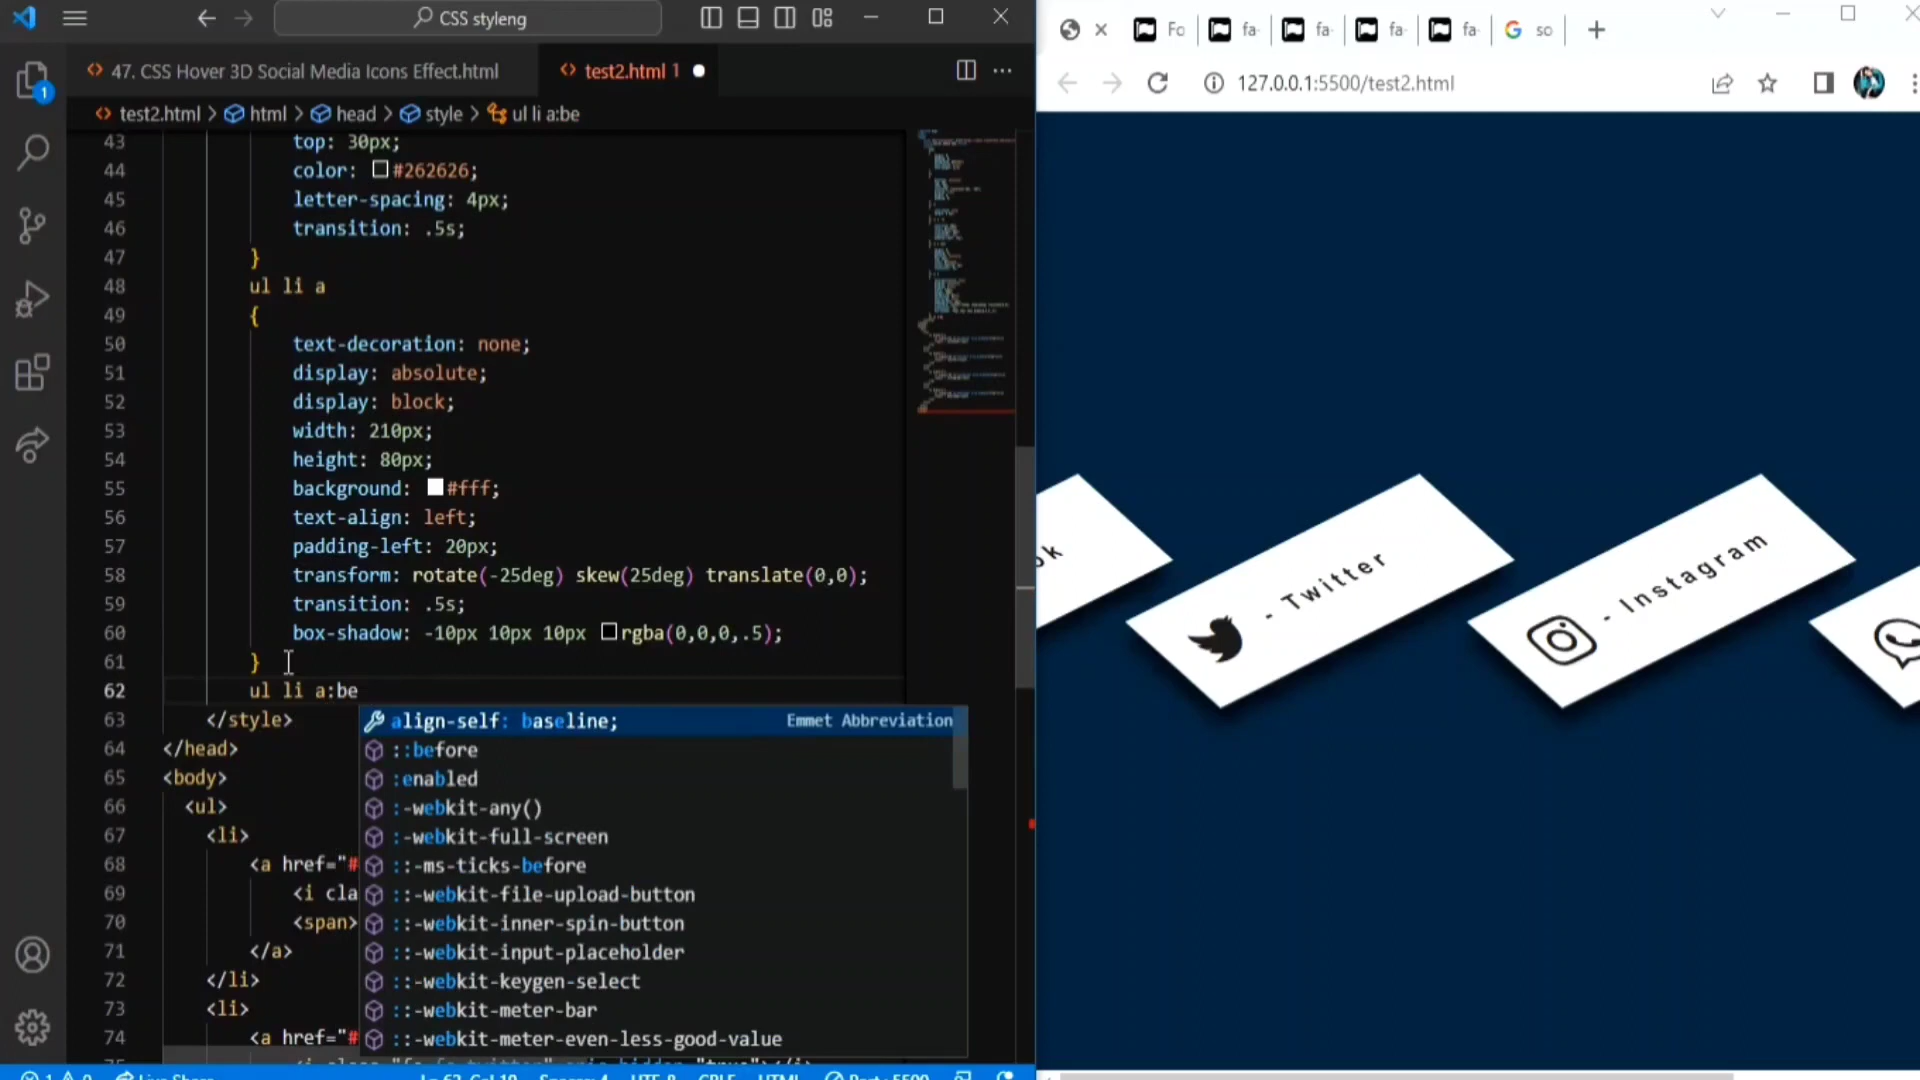 CSS styleng
47. CSS Hover 3D Social Media Icons Effect.html
test2.html 1
test2.html > html > head > style > ul li a:be
43 top: 30px;
44 color: #262626;
45 letter-spacing: 4px;
46 transition: .5s;
47 }
48 ul li a
49 {
50 text-decoration: none;
51 display: absolute;
52 display: block;
53 width: 210px;
54 height: 80px;
55 background: #fff;
56 text-align: left;
57 padding-left: 20px;
58 transform: rotate(-25deg) skew(25deg) translate(0,0);
59 transition: .5s;
60 box-shadow: -10px 10px 10px rgba(0,0,0,.5);
61 }
62 ul li a:be
63 </style>
64 </head>
65 <body>
66 <ul>
67 <li>
68 <a href="#
69 <i cla
70 <span>
71 </a>
72 </li>
73 <li>
74 <a href="#
align-self: baseline; Emmet Abbreviation
::before
:enabled
:-webkit-any()
:-webkit-full-screen
::-ms-ticks-before
::-webkit-file-upload-button
::-webkit-inner-spin-button
::-webkit-input-placeholder
::-webkit-keygen-select
::-webkit-meter-bar
::-webkit-meter-even-less-good-value
1
Fo
fa-
fa-
fa-
fa-
so
127.0.0.1:5500/test2.html
ok
- Twitter
- Instagram